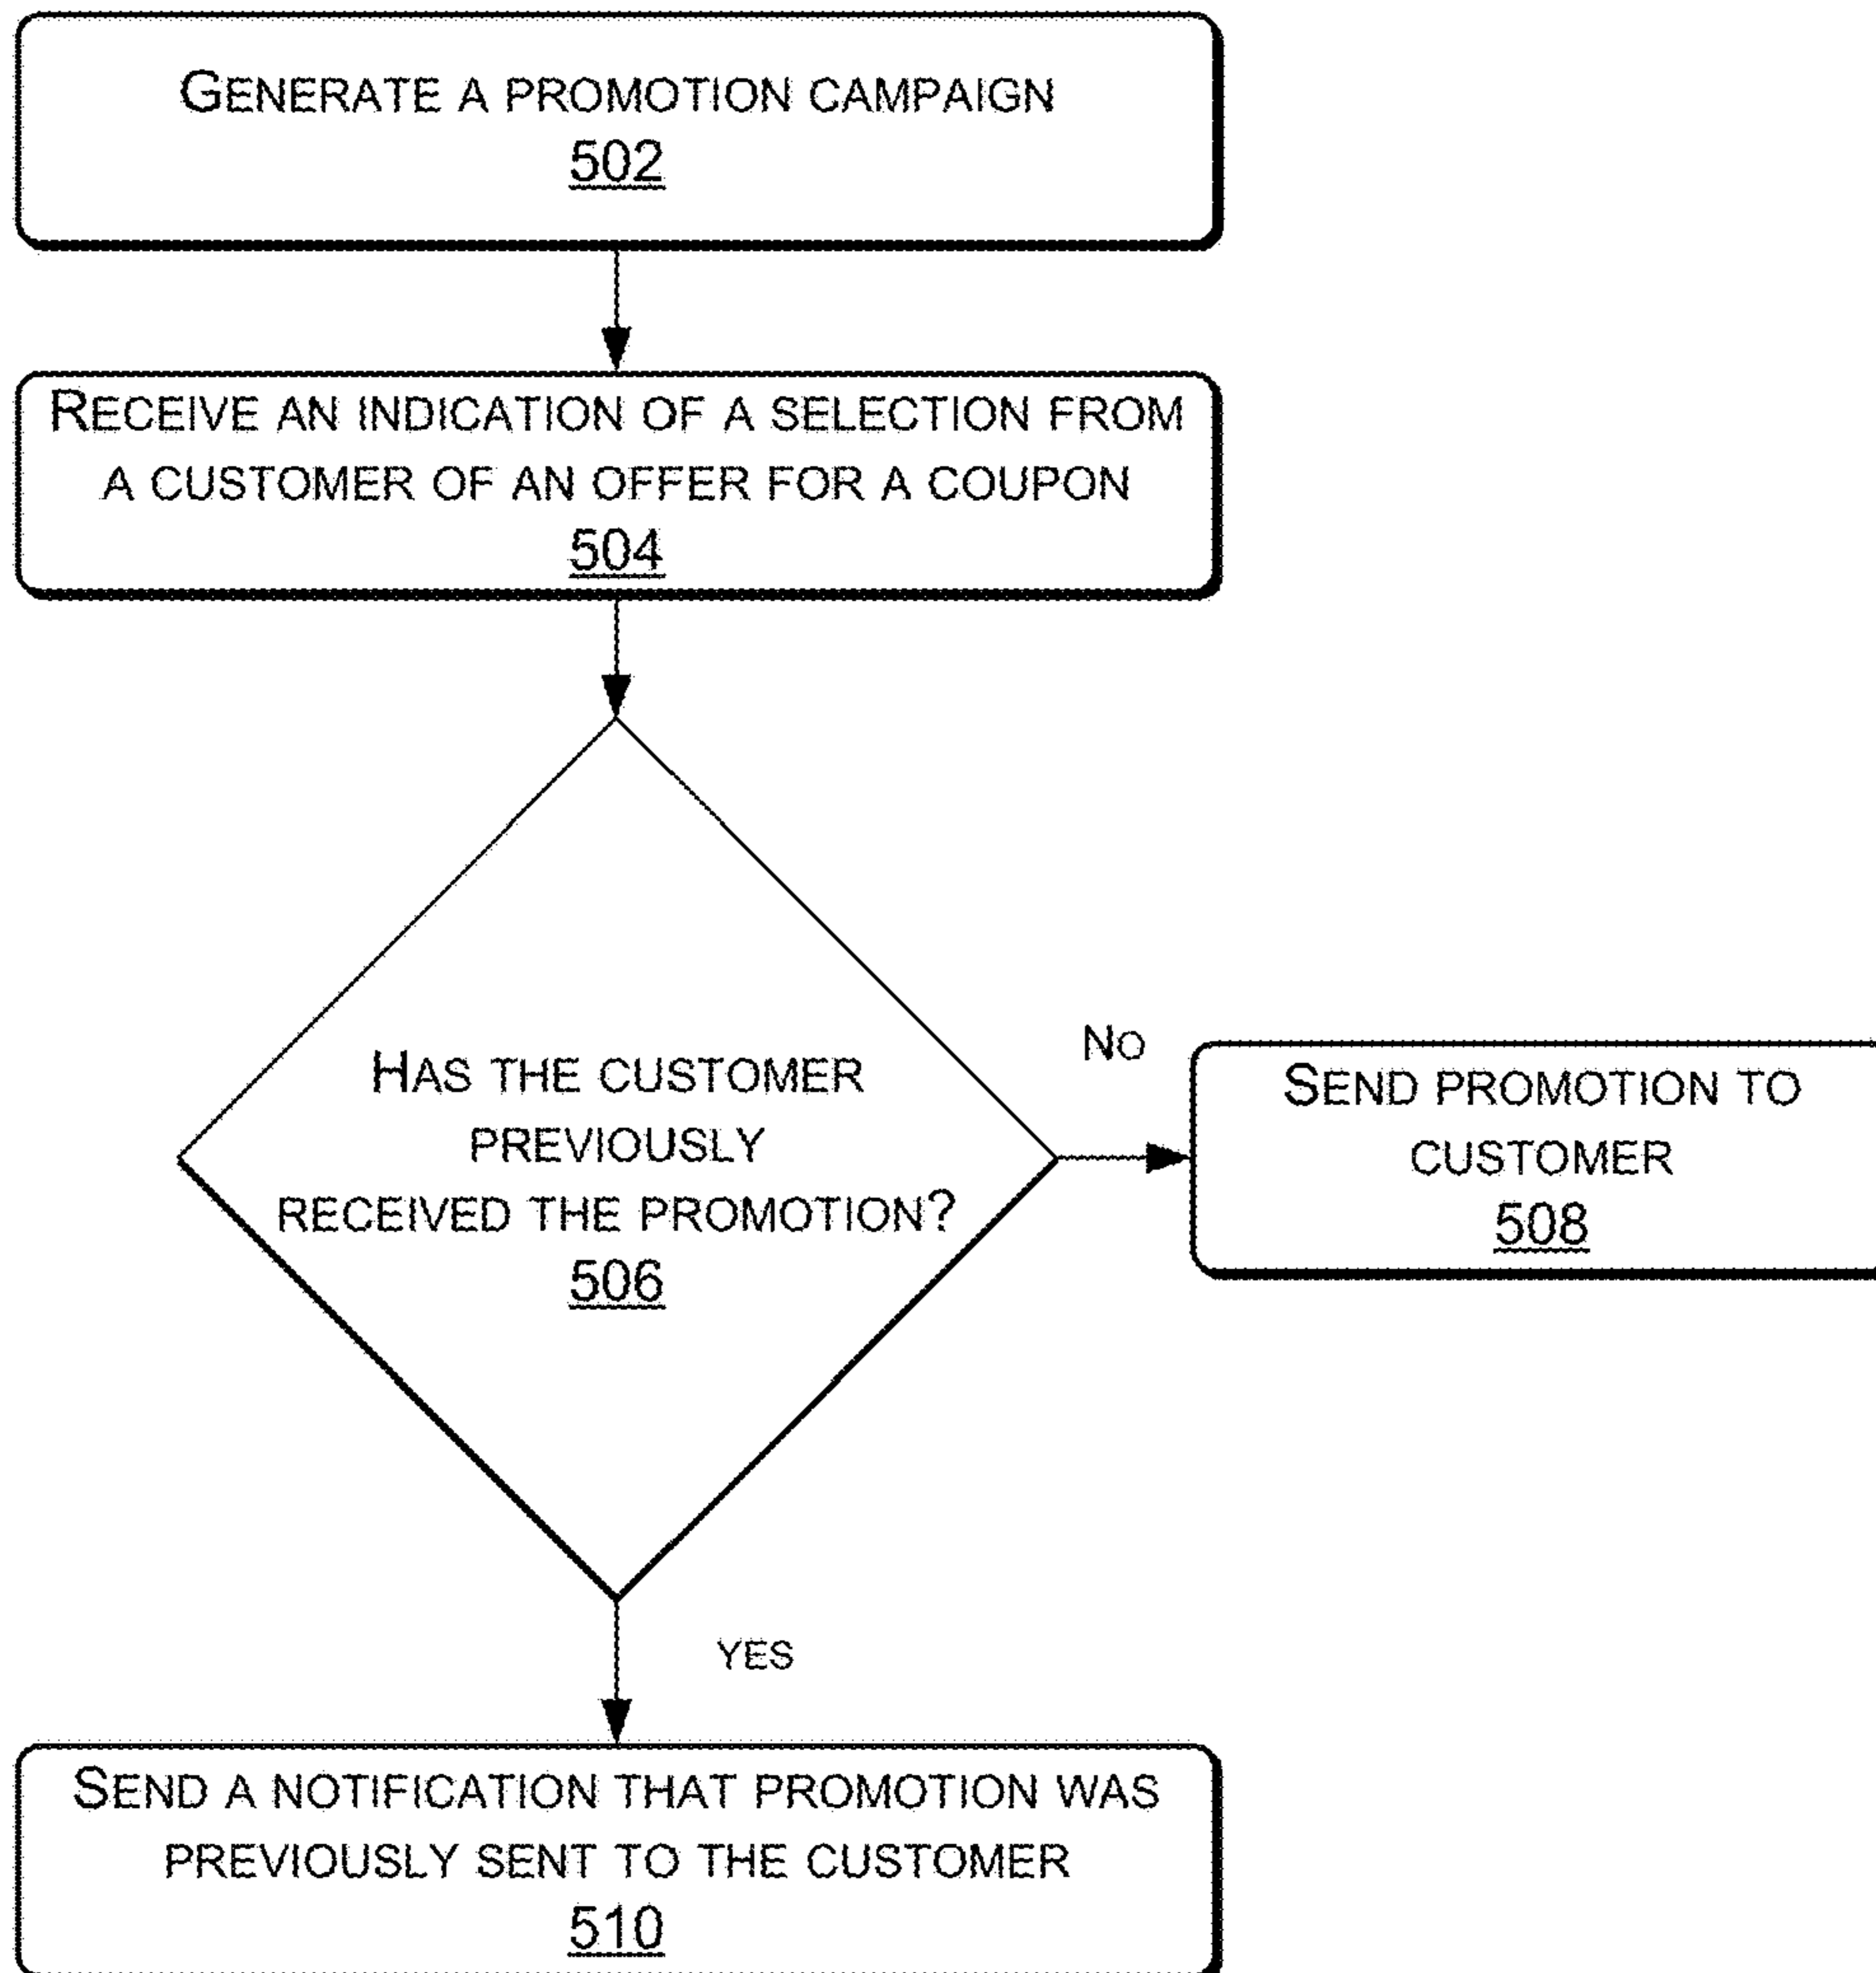 GENERATE A PROMOTION CAMPAIGN
502
RECEIVE AN INDICATION OF A SELECTION FROM
A CUSTOMER OF AN OFFER FOR A COUPON
504
HAS THE CUSTOMER
PREVIOUSLY
RECEIVED THE PROMOTION?
506
NO
SEND PROMOTION TO
CUSTOMER
508
YES
SEND A NOTIFICATION THAT PROMOTION WAS
PREVIOUSLY SENT TO THE CUSTOMER
510